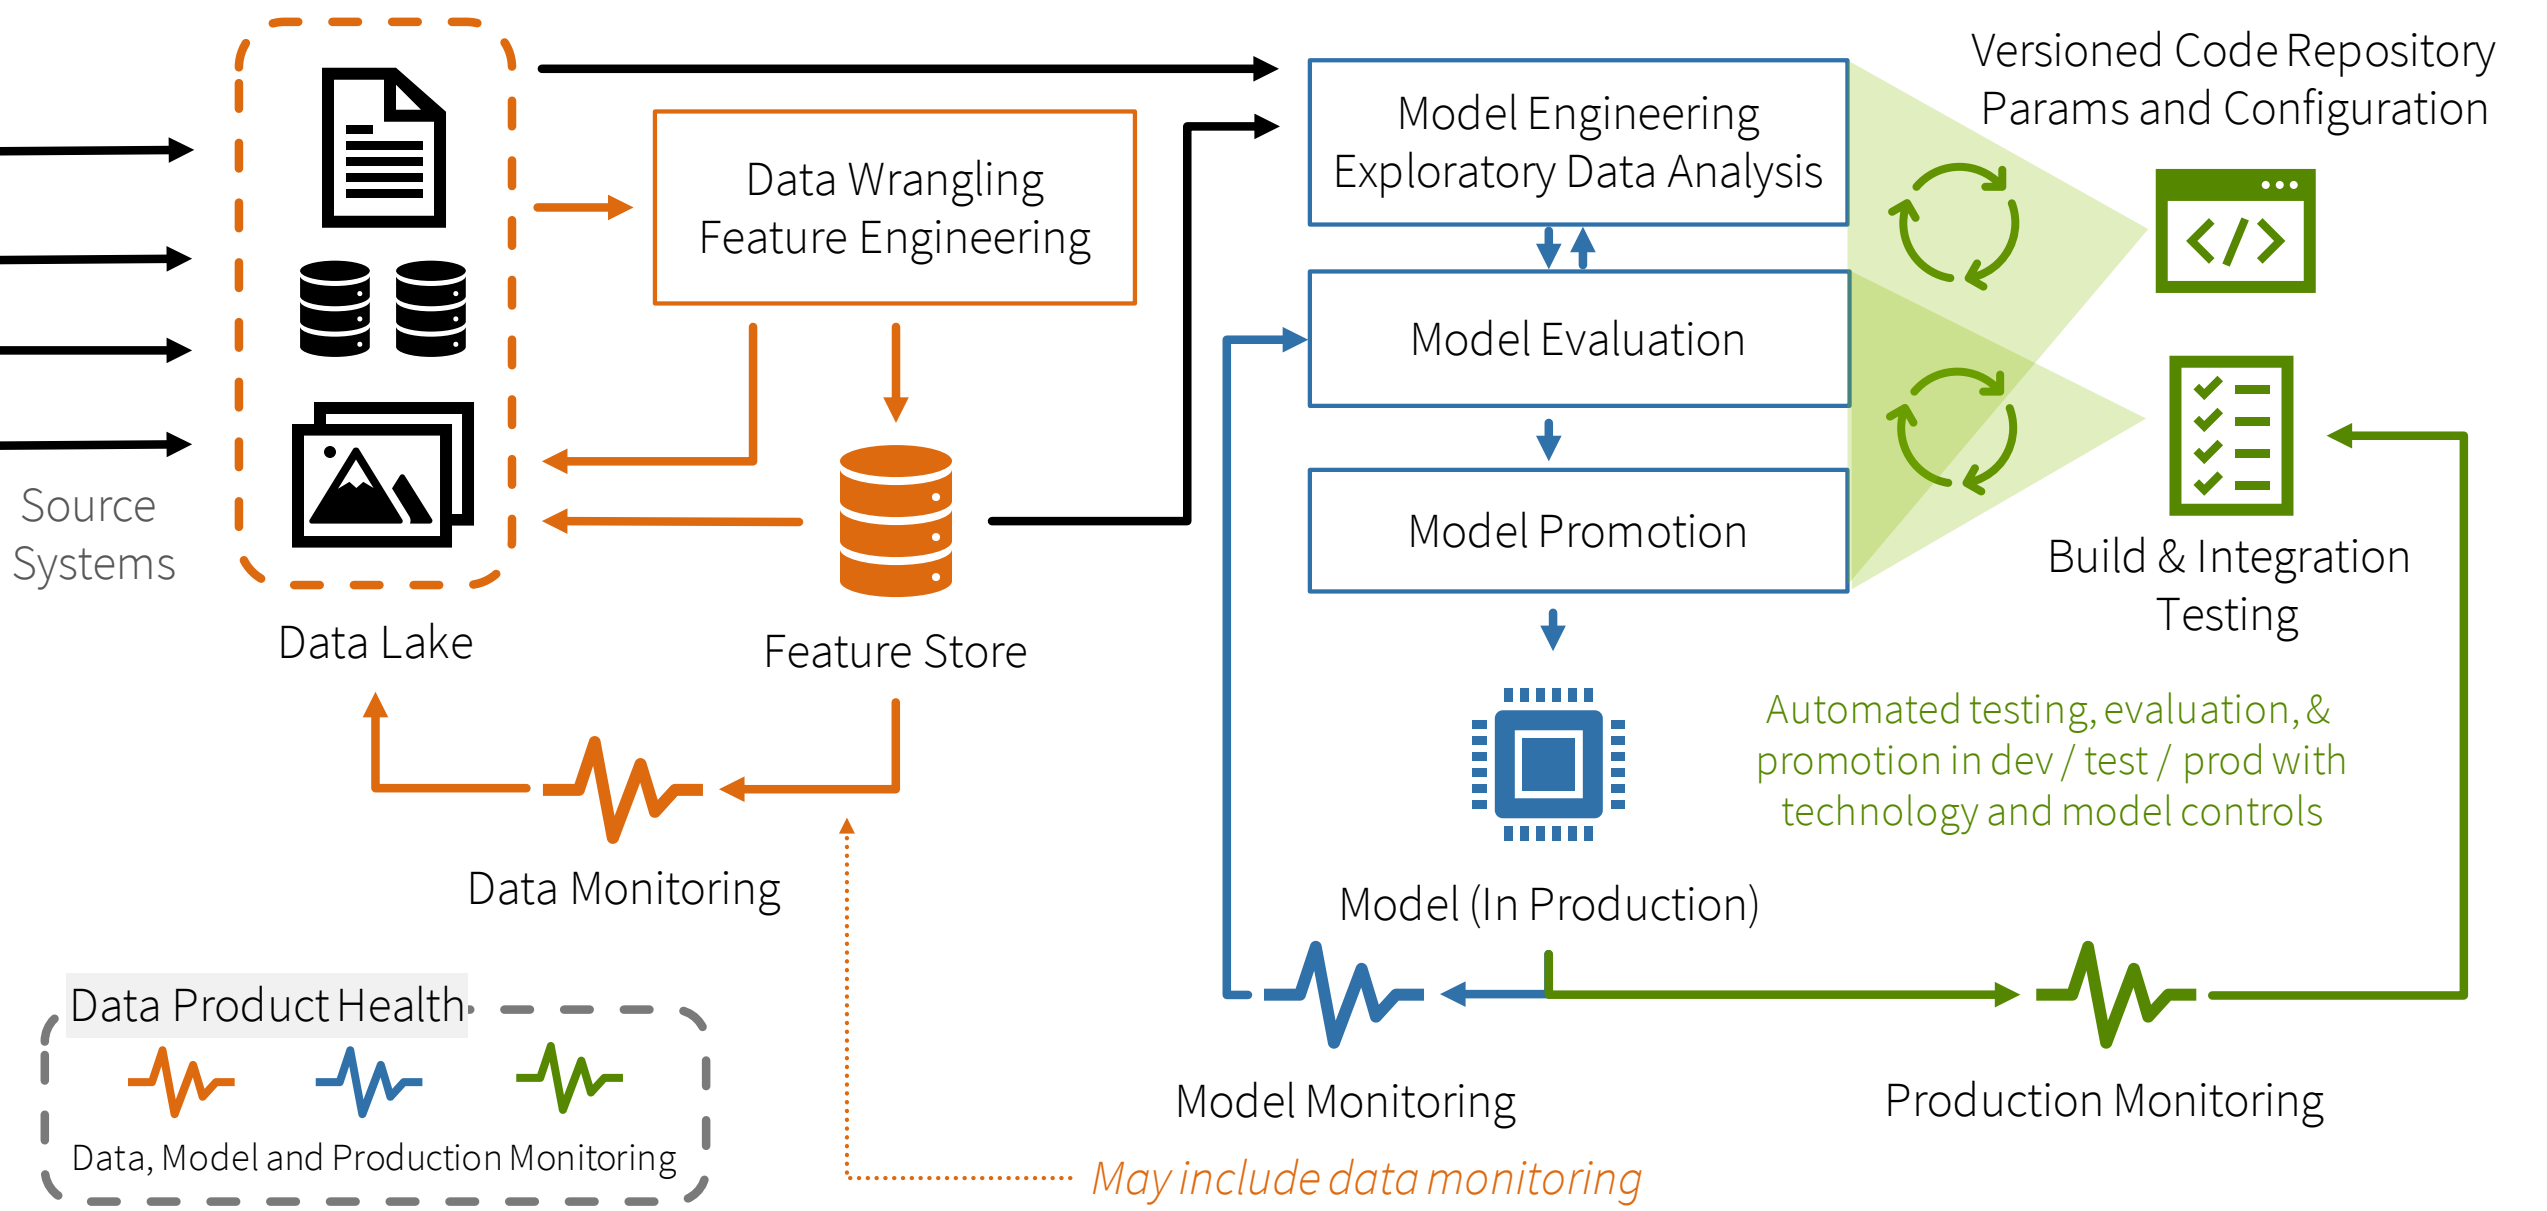 Versioned Code Repository
Params and Configuration
Model Engineering
Exploratory Data Analysis
Data Wrangling
Feature Engineering
Model Evaluation
Source
Systems
Model Promotion
Build & Integration
Testing
Data Lake
Feature Store
Automated testing, evaluation, &
promotion in dev / test / prod with
technology and model controls
Data Monitoring
Model (In Production)
Data Product Health
Data, Model and Production Monitoring
Model Monitoring
Production Monitoring
May include data monitoring